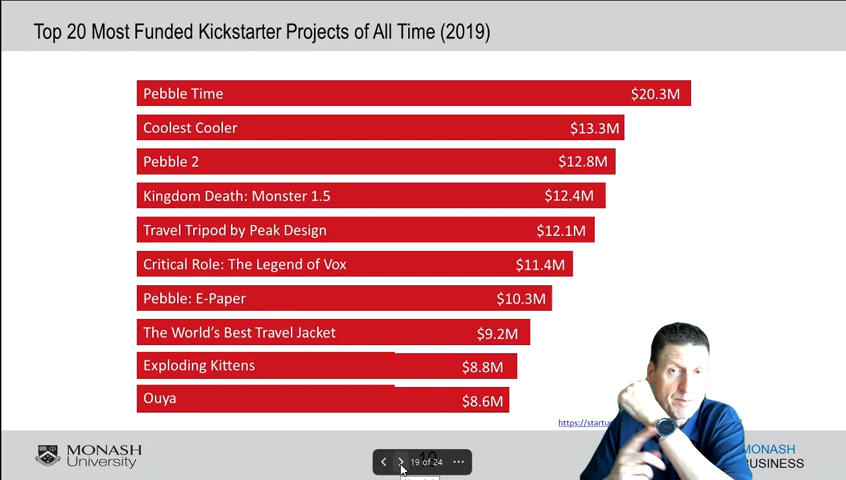 Top 20 Most Funded Kickstarter Projects of All Time (2019)
Pebble Time $20.3M
Coolest Cooler $13.3M
Pebble 2 $12.8M
Kingdom Death: Monster 1.5 $12.4M
Travel Tripod by Peak Design $12.1M
Critical Role: The Legend of Vox $11.4M
Pebble: E-Paper $10.3M
The World's Best Travel Jacket $9.2M
Exploding Kittens $8.8M
Ouya $8.6M
https://startu
MONASH
University
19 of 24
MONASH
BUSINESS